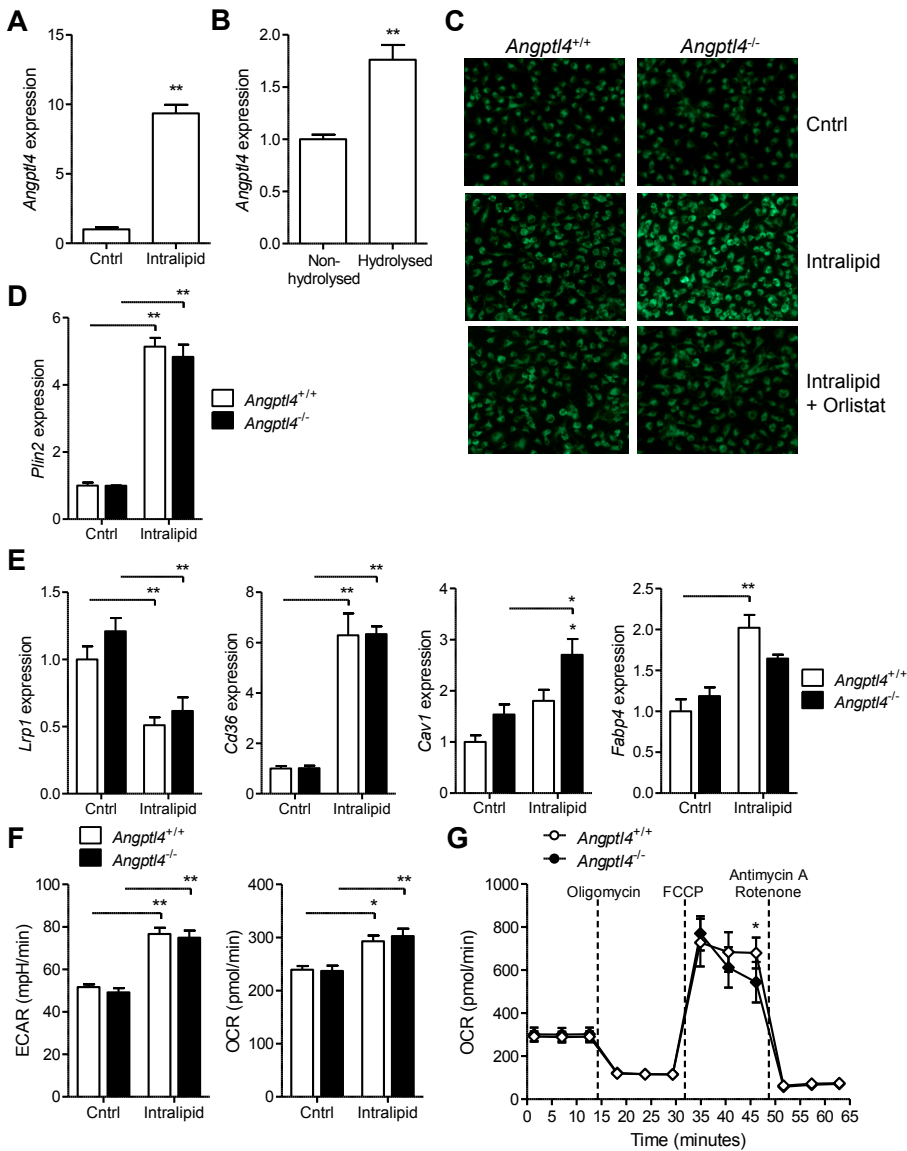 A
Angptl4 expression
15
10
5
0
**
Cntrl Intralipid
B
Angptl4 expression
2.0
1.5
1.0
0.5
0.0
**
Non-
hydrolysed
Hydrolysed
C
Angptl4+/+ Angptl4-/-
Cntrl
Intralipid
Intralipid
+ Orlistat
D
Plin2 expression
6
4
2
0
**
**
Cntrl Intralipid
Angptl4+/+
Angptl4-/-
E
Lrp1 expression
1.5
1.0
0.5
0.0
**
**
Cntrl Intralipid
Cd36 expression
8
6
4
2
0
**
**
Cntrl Intralipid
Cav1 expression
4
3
2
1
0
*
*
Cntrl Intralipid
Fabp4 expression
2.5
2.0
1.5
1.0
0.5
0.0
**
Cntrl Intralipid
Angptl4+/+
Angptl4-/-
F
Angptl4+/+
Angptl4-/-
ECAR (mpH/min)
100
80
60
40
20
0
**
**
Cntrl Intralipid
OCR (pmol/min)
400
300
200
100
0
**
*
Cntrl Intralipid
G
Angptl4+/+
Angptl4-/-
Oligomycin FCCP
Antimycin A
Rotenone
*
OCR (pmol/min)
1000
800
600
400
200
0
0 5 10 15 20 25 30 35 40 45 50 55 60 65
Time (minutes)